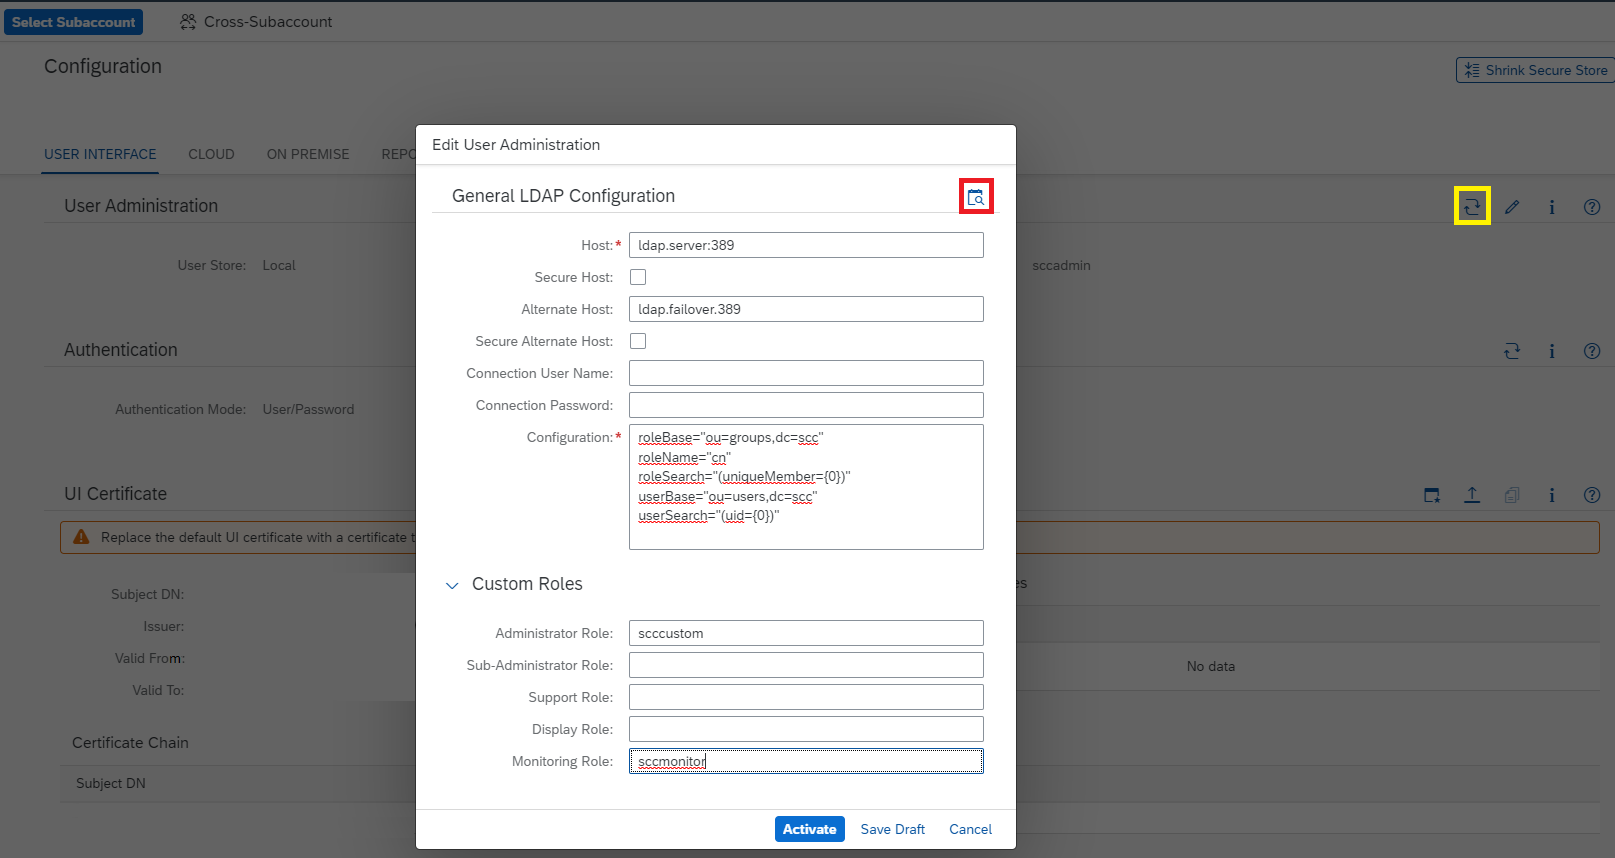 Select Subaccount
Cross-Subaccount
Configuration
Shrink Secure Store
USER INTERFACE
CLOUD
ON PREMISE
REPO
User Administration
User Store: Local
sccadmin
Authentication
Authentication Mode: User/Password
UI Certificate
Replace the default UI certificate with a certificate t
Subject DN:
Issuer:
Valid From:
Valid To:
es
No data
Certificate Chain
Subject DN
Edit User Administration
General LDAP Configuration
Host:* ldap.server:389
Secure Host:
Alternate Host: ldap.failover.389
Secure Alternate Host:
Connection User Name:
Connection Password:
Configuration:* roleBase="ou=groups,dc=scc"
roleName="cn"
roleSearch="(uniqueMember={0})"
userBase="ou=users,dc=scc"
userSearch="(uid={0})"
Custom Roles
Administrator Role: scccustom
Sub-Administrator Role:
Support Role:
Display Role:
Monitoring Role: sccmonitor
Activate
Save Draft
Cancel